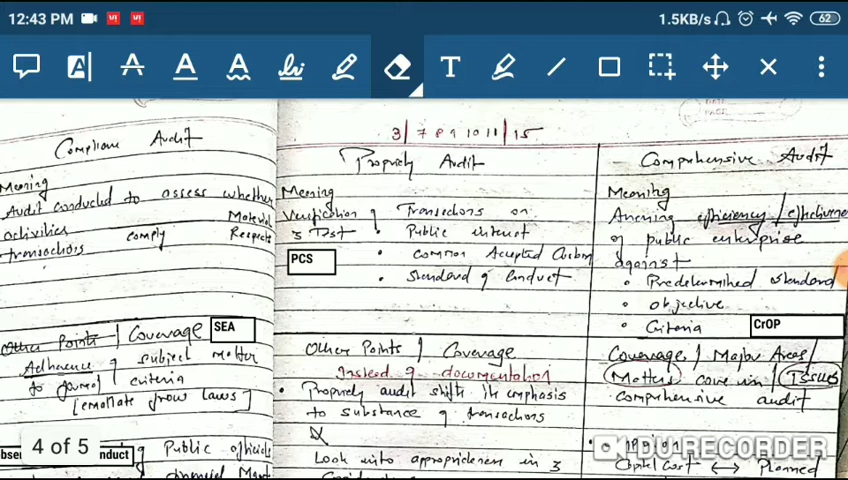 12:43 PM
1.5KB/s
62
T
3 | 7 8 9 10 11 | 15
Compliance Audit
Meaning
Audit conducted to assess whether
activities
Material
transactions comply Respects
Other Points | Coverage
SEA
Adherence of subject matter
to formal criteria
[emanate from laws]
Public officials
nduct
4 of 5
Propriety Audit
Meaning
Verification of Transactions on
3 Test
• Public interest
PCS
• common Accepted Custom
• Standard of Conduct
Other Points | Coverage
Instead of documentation
• Propriety audit shifts its emphasis
to substance of transactions
Look into appropriateness in 3
Comprehensive Audit
Meaning
efficiency / effectiveness
of public enterprise
against
• Predetermined standard
• objective
• Criteria
CrOP
Coverage | Major Areas /
Matters cover in / Issues
comprehensive audit
Capital Cost ↔ Planned
DU RECORDER